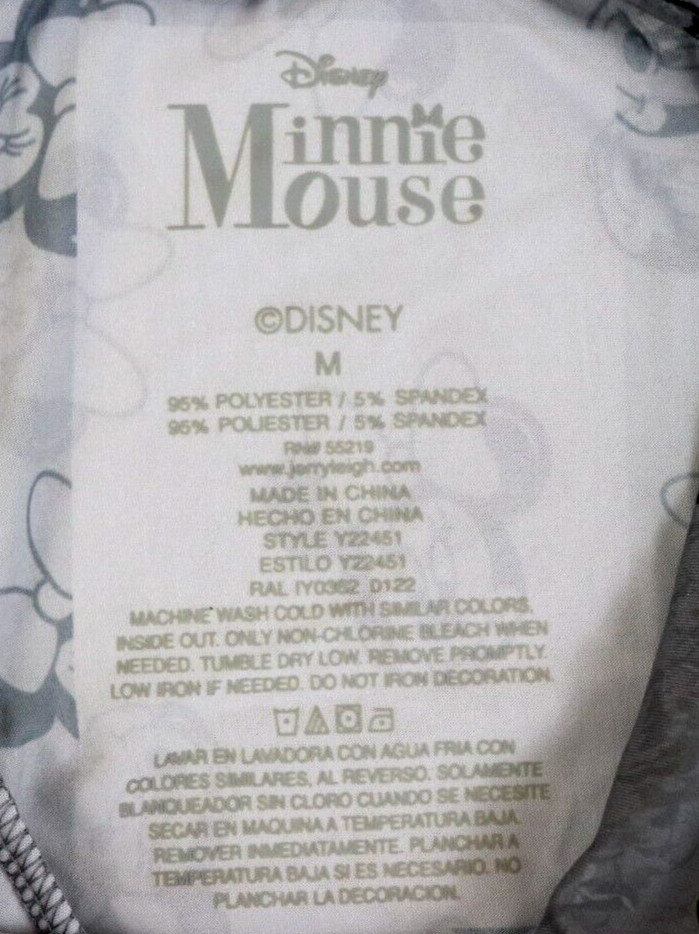 Disney
Minnie
Mouse
©DISNEY
M
95% POLYESTER / 5% SPANDEX
95% POLIESTER / 5% SPANDEX
RN# 55219
www.jerryleigh.com
MADE IN CHINA
HECHO EN CHINA
STYLE Y22451
ESTILO Y22451
RAL IY0362 0122
MACHINE WASH COLD WITH SIMILAR COLORS,
INSIDE OUT. ONLY NON-CHLORINE BLEACH WHEN
NEEDED. TUMBLE DRY LOW. REMOVE PROMPTLY.
LOW IRON IF NEEDED. DO NOT IRON DECORATION.
LAVAR EN LAVADORA CON AGUA FRIA CON
COLORES SIMILARES, AL REVERSO. SOLAMENTE
BLANQUEADOR SIN CLORO CUANDO SE NECESITE
SECAR EN MAQUINA A TEMPERATURA BAJA.
REMOVER INMEDIATAMENTE. PLANCHAR A
TEMPERATURA BAJA SI ES NECESARIO. NO
PLANCHAR LA DECORACION.